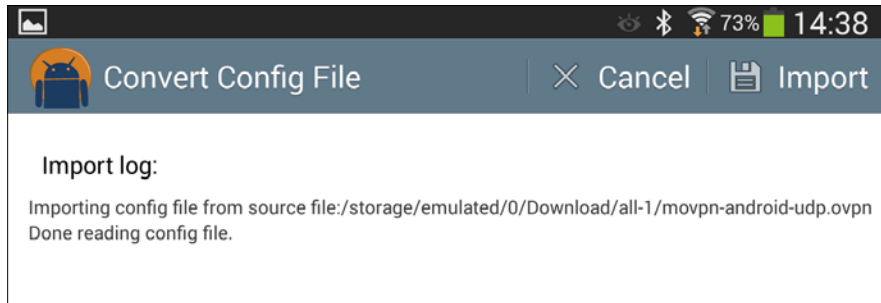 73% 14:38
Convert Config File Cancel Import
Import log:
Importing config file from source file:/storage/emulated/0/Download/all-1/movpn-android-udp.ovpn
Done reading config file.